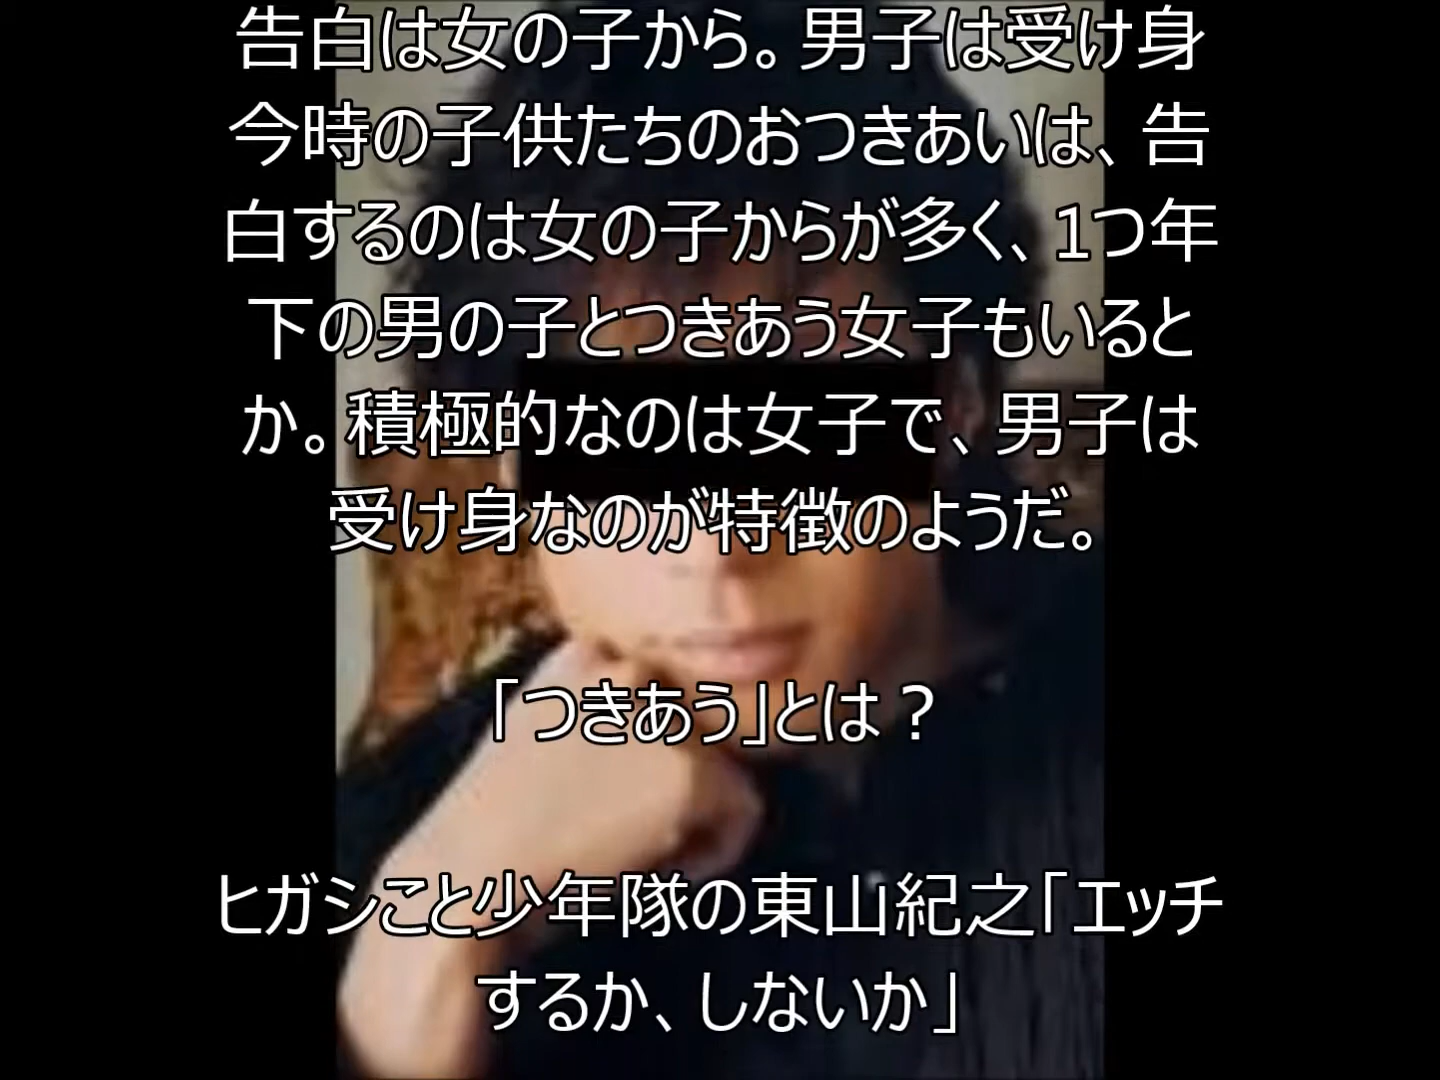 告白は女の子から。男子は受け身
今時の子供たちのおつきあいは、告
白するのは女の子からが多く、1つ年
下の男の子とつきあう女子もいると
か。積極的なのは女子で、男子は
受け身なのが特徴のようだ。
「つきあう」とは？
ヒガシこと少年隊の東山紀之「エッチ
するか、しないか」